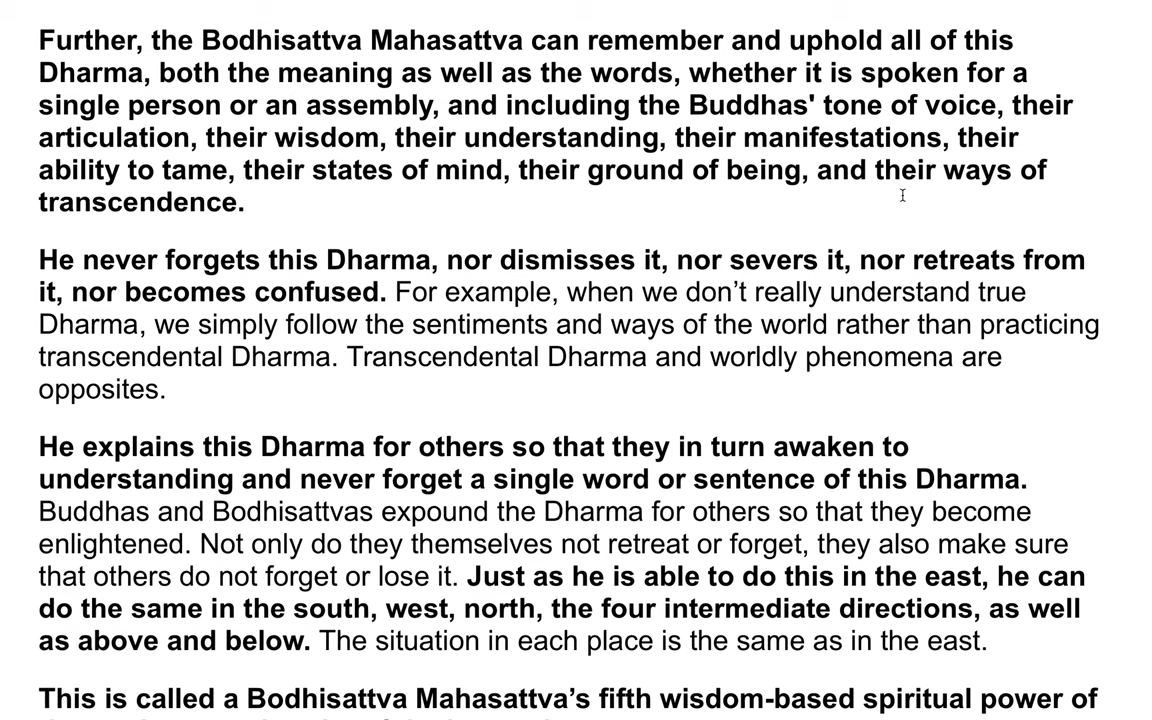 Further, the Bodhisattva Mahasattva can remember and uphold all of this
Dharma, both the meaning as well as the words, whether it is spoken for a
single person or an assembly, and including the Buddhas' tone of voice, their
articulation, their wisdom, their understanding, their manifestations, their
ability to tame, their states of mind, their ground of being, and their ways of
transcendence.
He never forgets this Dharma, nor dismisses it, nor severs it, nor retreats from
it, nor becomes confused. For example, when we don’t really understand true
Dharma, we simply follow the sentiments and ways of the world rather than practicing
transcendental Dharma. Transcendental Dharma and worldly phenomena are
opposites.
He explains this Dharma for others so that they in turn awaken to
understanding and never forget a single word or sentence of this Dharma.
Buddhas and Bodhisattvas expound the Dharma for others so that they become
enlightened. Not only do they themselves not retreat or forget, they also make sure
that others do not forget or lose it. Just as he is able to do this in the east, he can
do the same in the south, west, north, the four intermediate directions, as well
as above and below. The situation in each place is the same as in the east.
This is called a Bodhisattva Mahasattva’s fifth wisdom-based spiritual power of